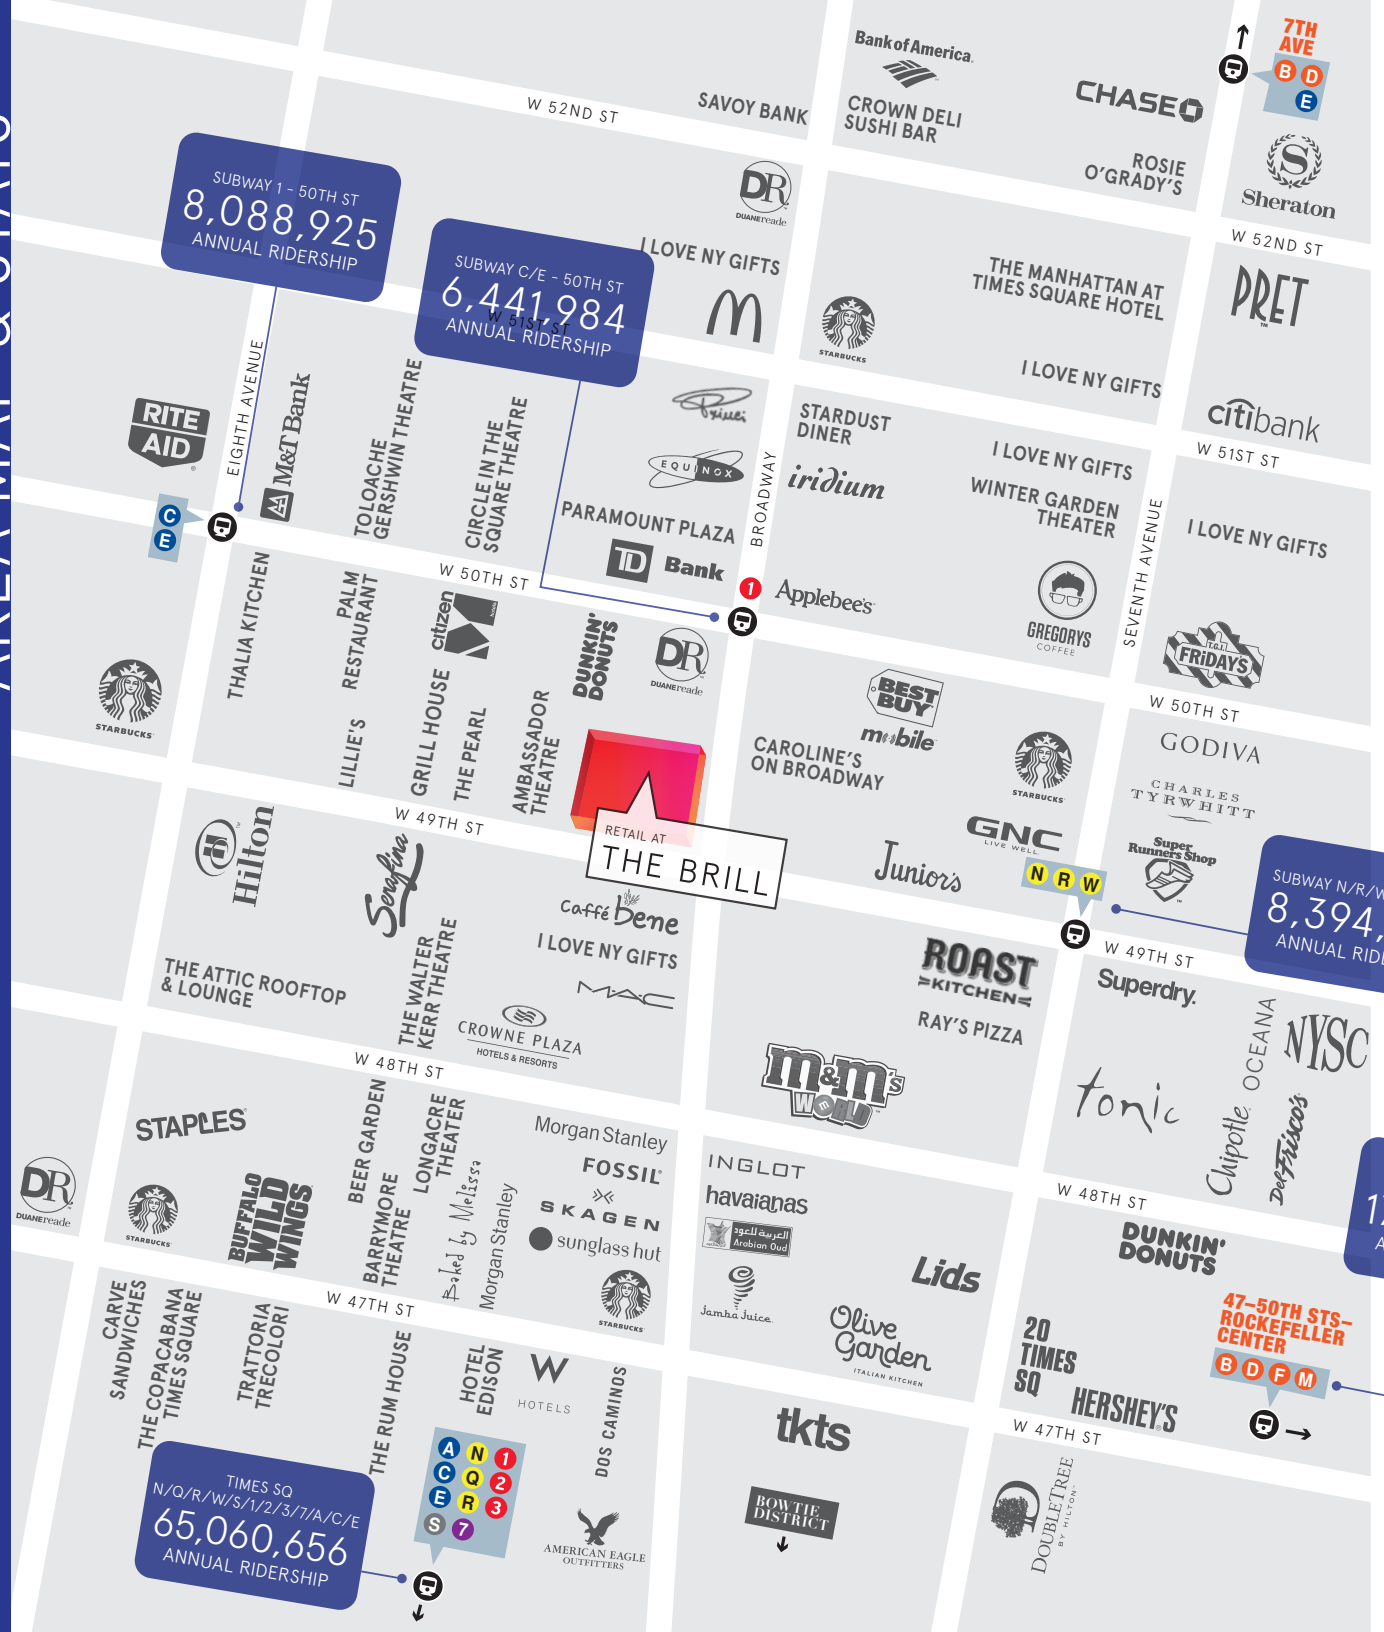 7TH
AVE
B D
E
Bank of America
CROWN DELI
SUSHI BAR
CHASE
SAVOY BANK
W 52ND ST
ROSIE
O'GRADY'S
S
Sheraton
W 52ND ST
SUBWAY 1 - 50TH ST
8,088,925
ANNUAL RIDERSHIP
SUBWAY C/E - 50TH ST
6,441,984
ANNUAL RIDERSHIP
W 51ST ST
DR
DUANEreade
I LOVE NY GIFTS
STARBUCKS
THE MANHATTAN AT
TIMES SQUARE HOTEL
I LOVE NY GIFTS
PRET
citibank
W 51ST ST
RITE
AID
EIGHTH AVENUE
M&T Bank
TOLOACHE
GERSHWIN THEATRE
CIRCLE IN THE
SQUARE THEATRE
EQUINOX
PARAMOUNT PLAZA
TD Bank
BROADWAY
STARDUST
DINER
iridium
I LOVE NY GIFTS
WINTER GARDEN
THEATER
SEVENTH AVENUE
I LOVE NY GIFTS
C
E
W 50TH ST
1
Applebee's
GREGORYS
COFFEE
T.G.I.
FRIDAY'S
W 50TH ST
STARBUCKS
THALIA KITCHEN
PALM
RESTAURANT
citizen
DUNKIN'
DONUTS
DR
DUANEreade
LILLIE'S
GRILL HOUSE
THE PEARL
AMBASSADOR
THEATRE
BEST
BUY
mobile
CAROLINE'S
ON BROADWAY
STARBUCKS
GODIVA
CHARLES
TYRWHITT
Super
Runners Shop
GNC
LIVE WELL
Junior's
N R W
SUBWAY N/R/W
8,394,
ANNUAL RIDE
W 49TH ST
RETAIL AT
THE BRILL
W 49TH ST
Hilton
Serafina
Caffé bene
I LOVE NY GIFTS
MAC
THE ATTIC ROOFTOP
& LOUNGE
THE WALTER
KERR THEATRE
CROWNE PLAZA
HOTELS & RESORTS
ROAST
KITCHEN
RAY'S PIZZA
m&m's
WORLD
Superdry.
OCEANA
NYSC
tonic
Chipotle
Del Frisco's
W 48TH ST
W 48TH ST
STAPLES
BEER GARDEN
LONGACRE
THEATER
Morgan Stanley
FOSSIL
SKAGEN
sunglass hut
STARBUCKS
DR
DUANEreade
STARBUCKS
BUFFALO
WILD
WINGS
BARRYMORE
THEATRE
Baked by Melissa
Morgan Stanley
INGLOT
havaianas
العربية للعود
Arabian Oud
Jamba Juice
Lids
Olive
Garden
ITALIAN KITCHEN
DUNKIN'
DONUTS
47-50TH STS-
ROCKEFELLER
CENTER
B D F M
20
TIMES
SQ
HERSHEY'S
W 47TH ST
W 47TH ST
CARVE
SANDWICHES
THE COPACABANA
TIMES SQUARE
TRATTORIA
TRECOLORI
THE RUM HOUSE
HOTEL
EDISON
W
HOTELS
DOS CAMINOS
tkts
BOW TIE
DISTRICT
DOUBLETREE
BY HILTON
TIMES SQ
N/Q/R/W/S/1/2/3/7/A/C/E
65,060,656
ANNUAL RIDERSHIP
A N 1
C Q 2
E R 3
S 7
AMERICAN EAGLE
OUTFITTERS